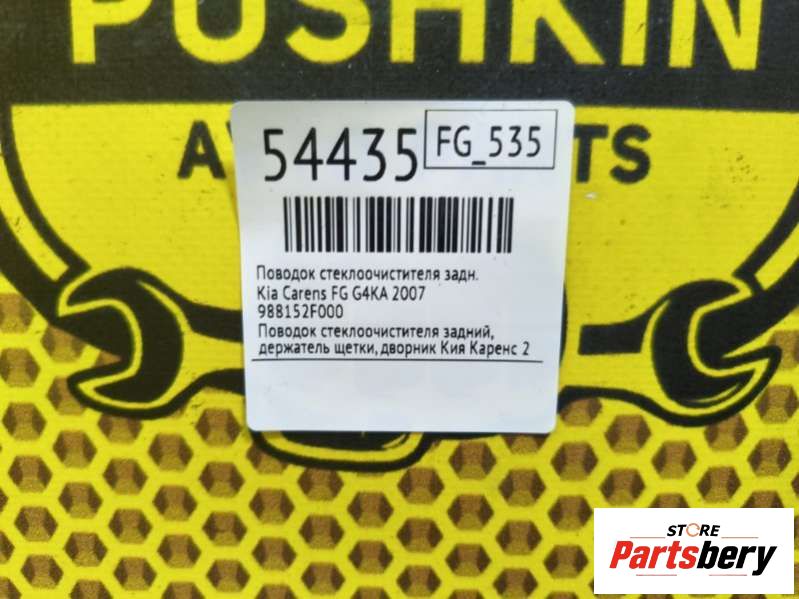 PUSHKIN
54435
FG_535
Поводок стеклоочистителя задн.
Kia Carens FG G4KA 2007
988152F000
Поводок стеклоочистителя задний,
держатель щетки, дворник Кия Каренс 2
STORE
Partsbery